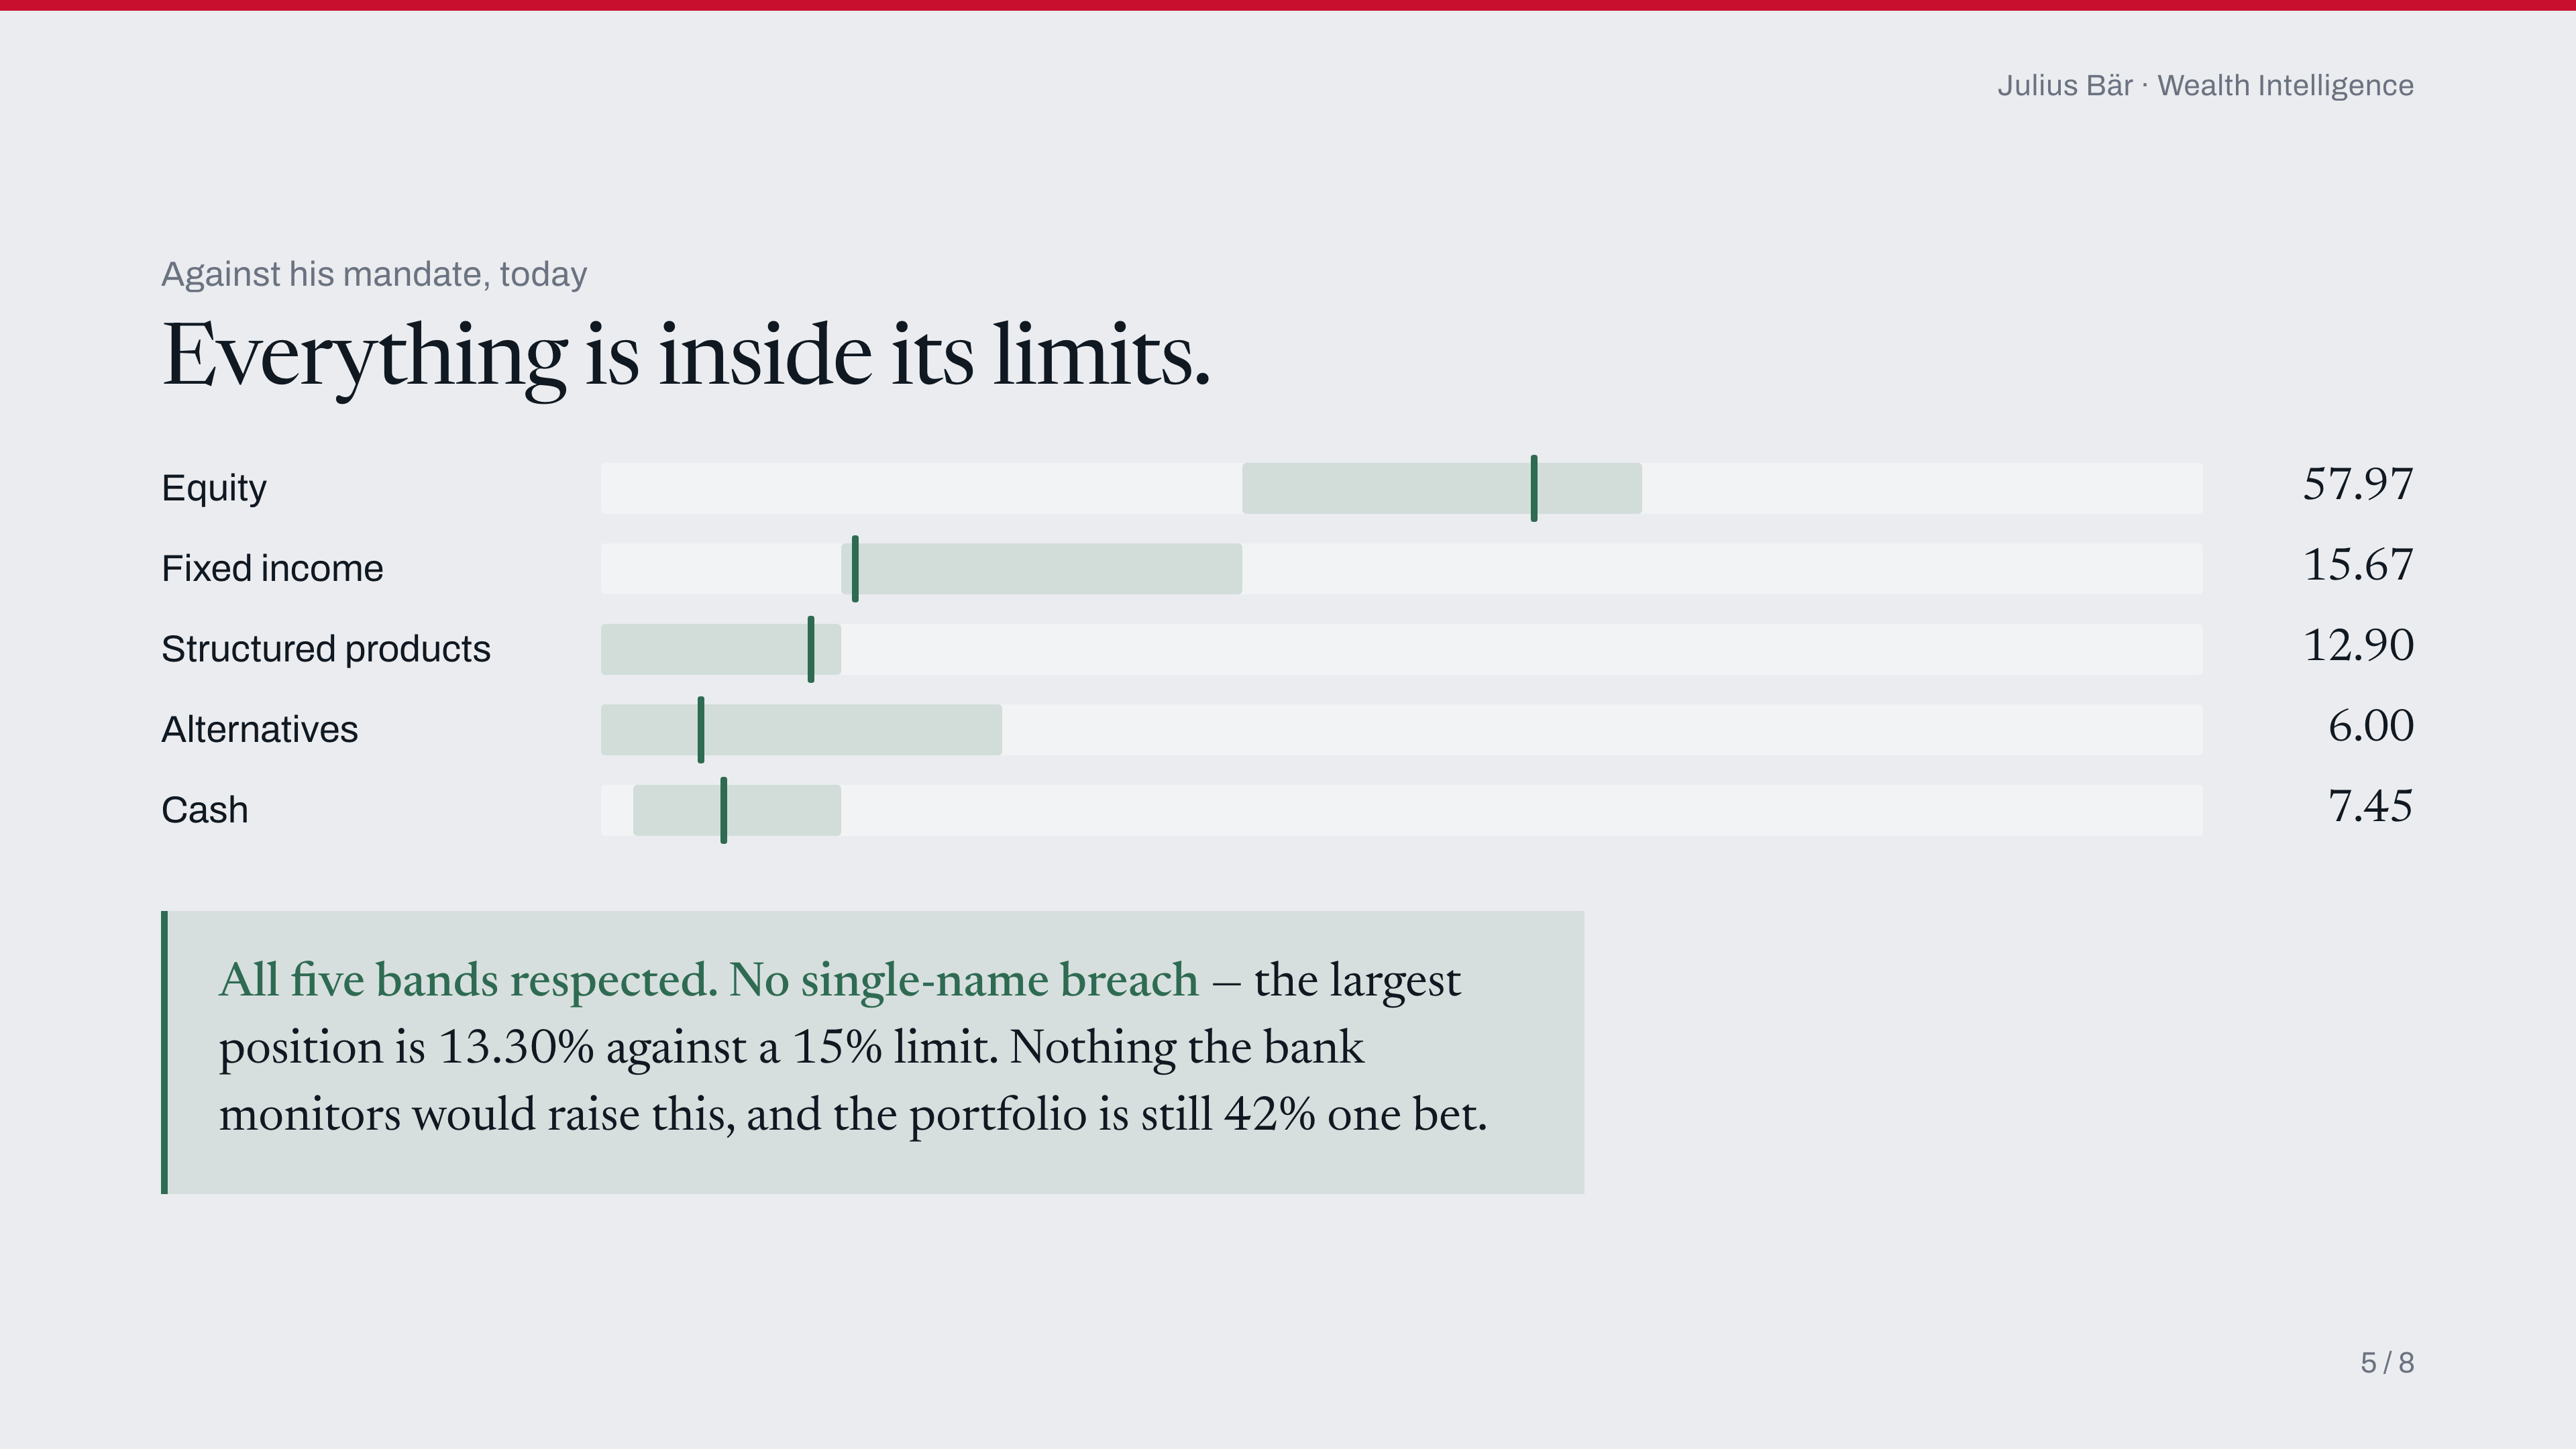 Julius Bär · Wealth Intelligence
Against his mandate, today
Everything is inside its limits.
Equity 57.97
Fixed income 15.67
Structured products 12.90
Alternatives 6.00
Cash 7.45
All five bands respected. No single-name breach — the largest
position is 13.30% against a 15% limit. Nothing the bank
monitors would raise this, and the portfolio is still 42% one bet.
5 / 8